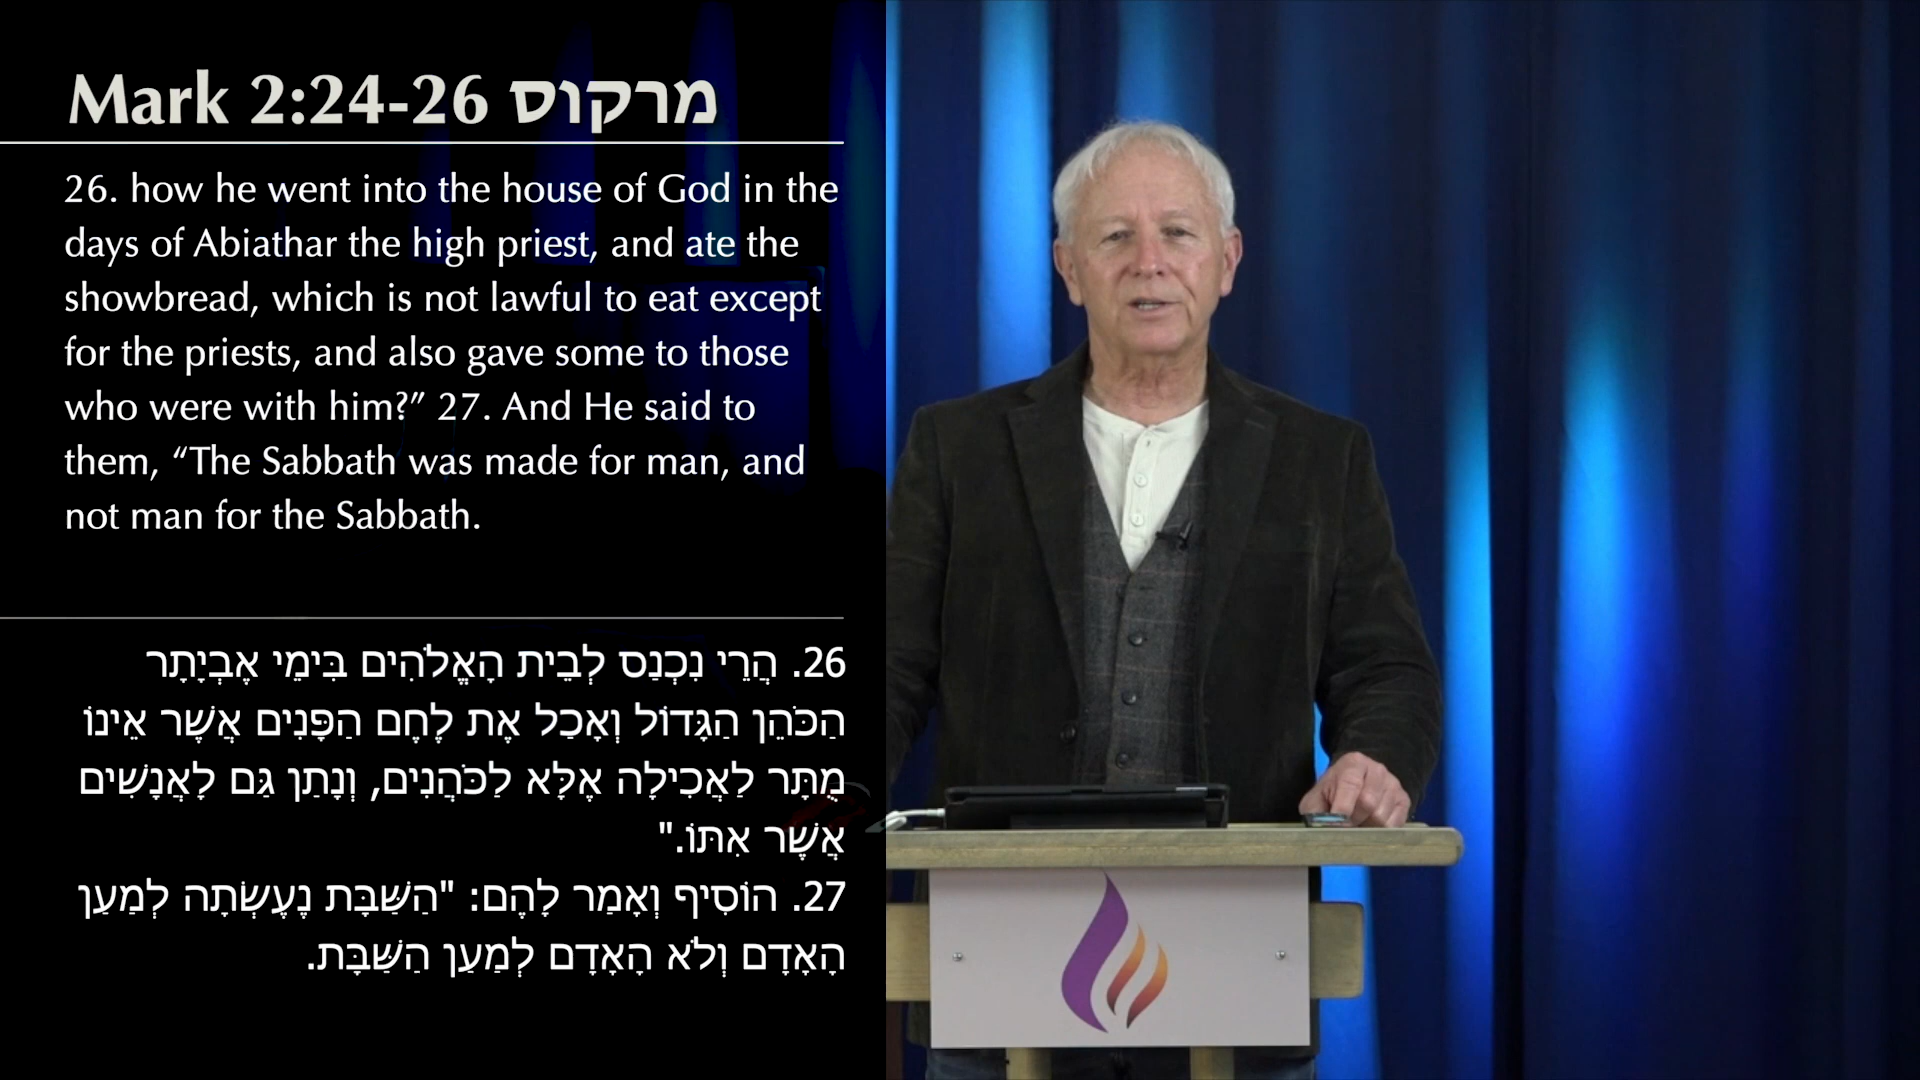 Mark 2:24-26 מרקוס
26. how he went into the house of God in the
days of Abiathar the high priest, and ate the
showbread, which is not lawful to eat except
for the priests, and also gave some to those
who were with him?” 27. And He said to
them, “The Sabbath was made for man, and
not man for the Sabbath.
26. הֲרֵי נִכְנַס לְבֵית הָאֱלֹהִים בִּימֵי אֶבְיָתָר
הַכֹּהֵן הַגָּדוֹל וְאָכַל אֶת לֶחֶם הַפָּנִים אֲשֶׁר אֵינוֹ
מֻתָּר לַאֲכִילָה אֶלָּא לַכֹּהֲנִים, וְנָתַן גַּם לָאֲנָשִׁים
אֲשֶׁר אִתּוֹ."
27. הוֹסִיף וְאָמַר לָהֶם: "הַשַּׁבָּת נֶעֶשְׂתָה לְמַעַן
הָאָדָם וְלֹא הָאָדָם לְמַעַן הַשַּׁבָּת.